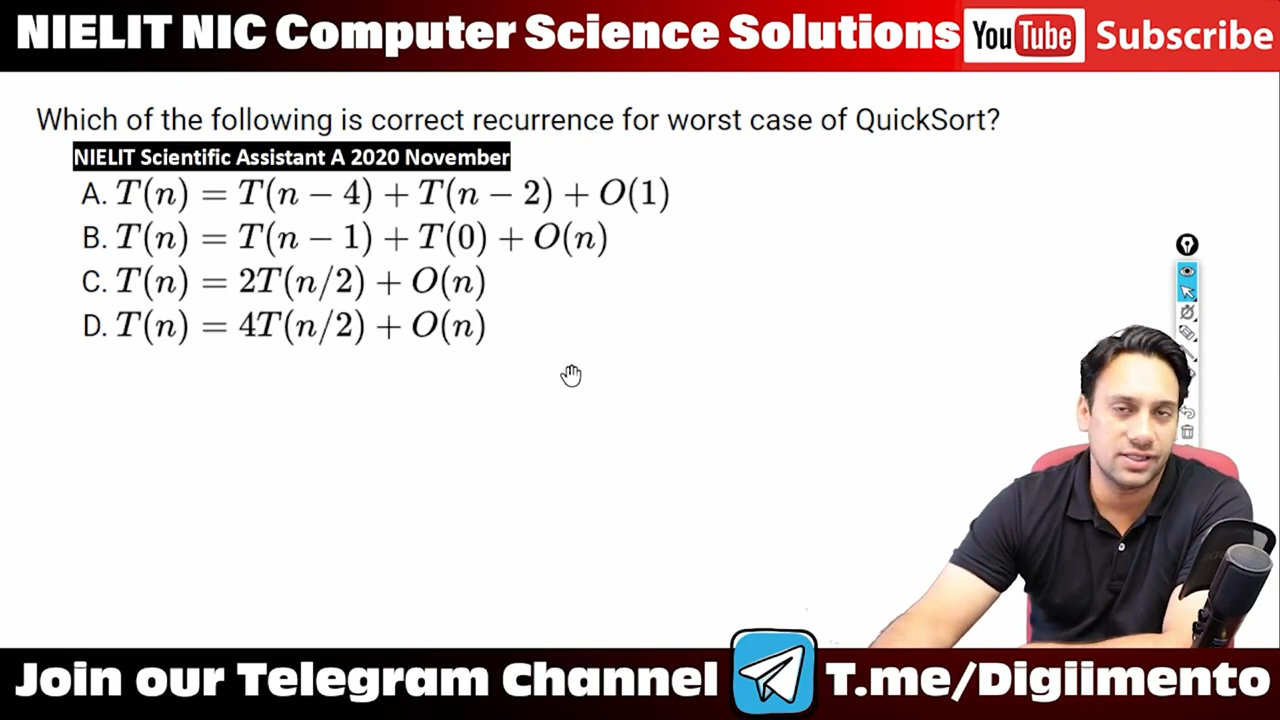 NIELIT NIC Computer Science Solutions YouTube Subscribe
Which of the following is correct recurrence for worst case of QuickSort?
NIELIT Scientific Assistant A 2020 November
A. T(n) = T(n − 4) + T(n − 2) + O(1)
B. T(n) = T(n − 1) + T(0) + O(n)
C. T(n) = 2T(n/2) + O(n)
D. T(n) = 4T(n/2) + O(n)
Join our Telegram Channel T.me/Digiimento